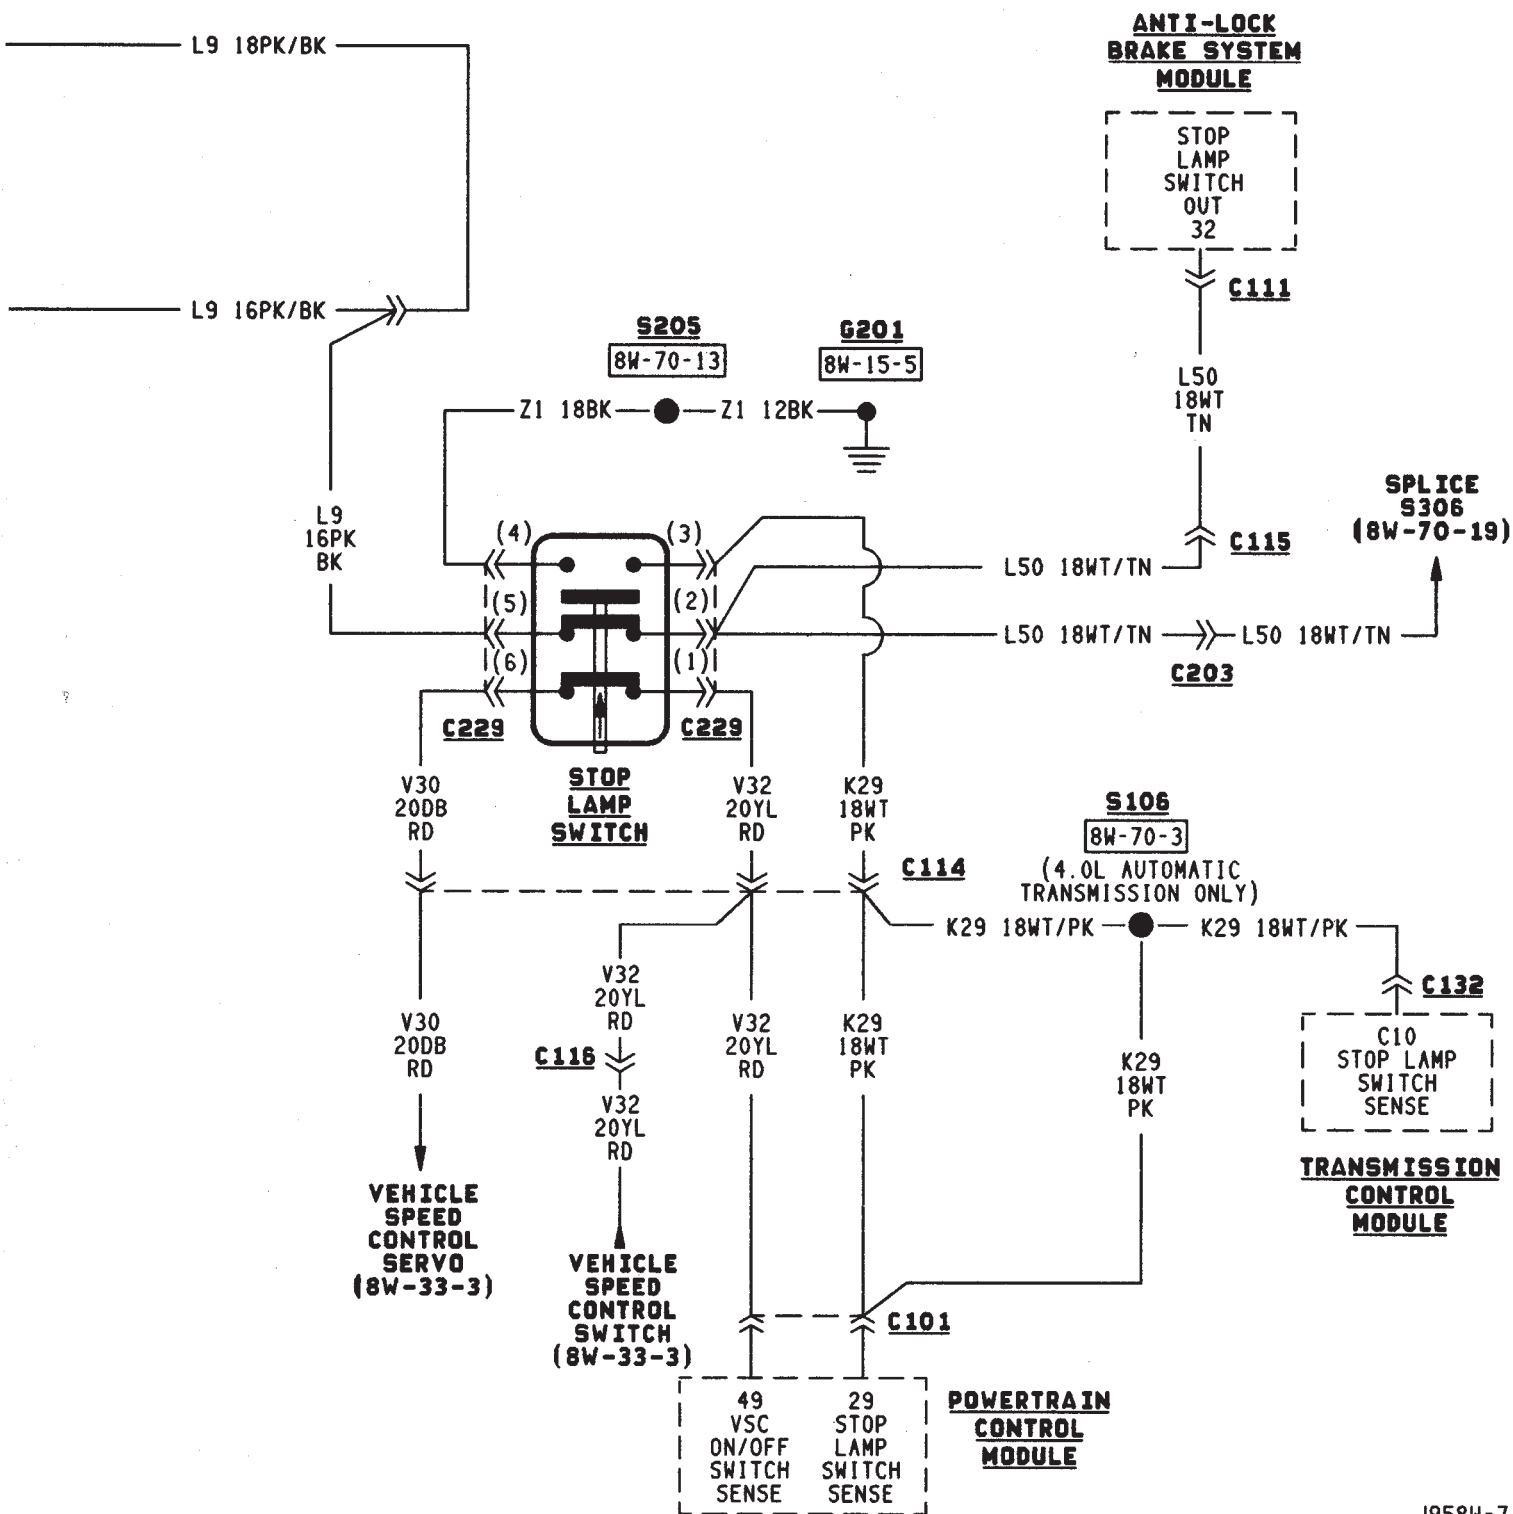 L9 18PK/BK
ANTI-LOCK
BRAKE SYSTEM
MODULE
STOP
LAMP
SWITCH
OUT
32
C111
L9 16PK/BK
S205
8W-70-13
G201
8W-15-5
Z1 18BK
Z1 12BK
L50
18WT
TN
SPLICE
S306
(8W-70-19)
L9
16PK
BK
(4)
(3)
C115
L50 18WT/TN
(5)
(2)
L50 18WT/TN
L50 18WT/TN
C203
(6)
(1)
C229
C229
STOP
LAMP
SWITCH
V30
20DB
RD
V32
20YL
RD
K29
18WT
PK
S106
8W-70-3
(4.0L AUTOMATIC
TRANSMISSION ONLY)
C114
K29 18WT/PK
K29 18WT/PK
V32
20YL
RD
C132
V30
20DB
RD
V32
20YL
RD
K29
18WT
PK
C116
V32
20YL
RD
K29
18WT
PK
C10
STOP LAMP
SWITCH
SENSE
TRANSMISSION
CONTROL
MODULE
VEHICLE
SPEED
CONTROL
SERVO
(8W-33-3)
VEHICLE
SPEED
CONTROL
SWITCH
(8W-33-3)
C101
49
VSC
ON/OFF
SWITCH
SENSE
29
STOP
LAMP
SWITCH
SENSE
POWERTRAIN
CONTROL
MODULE